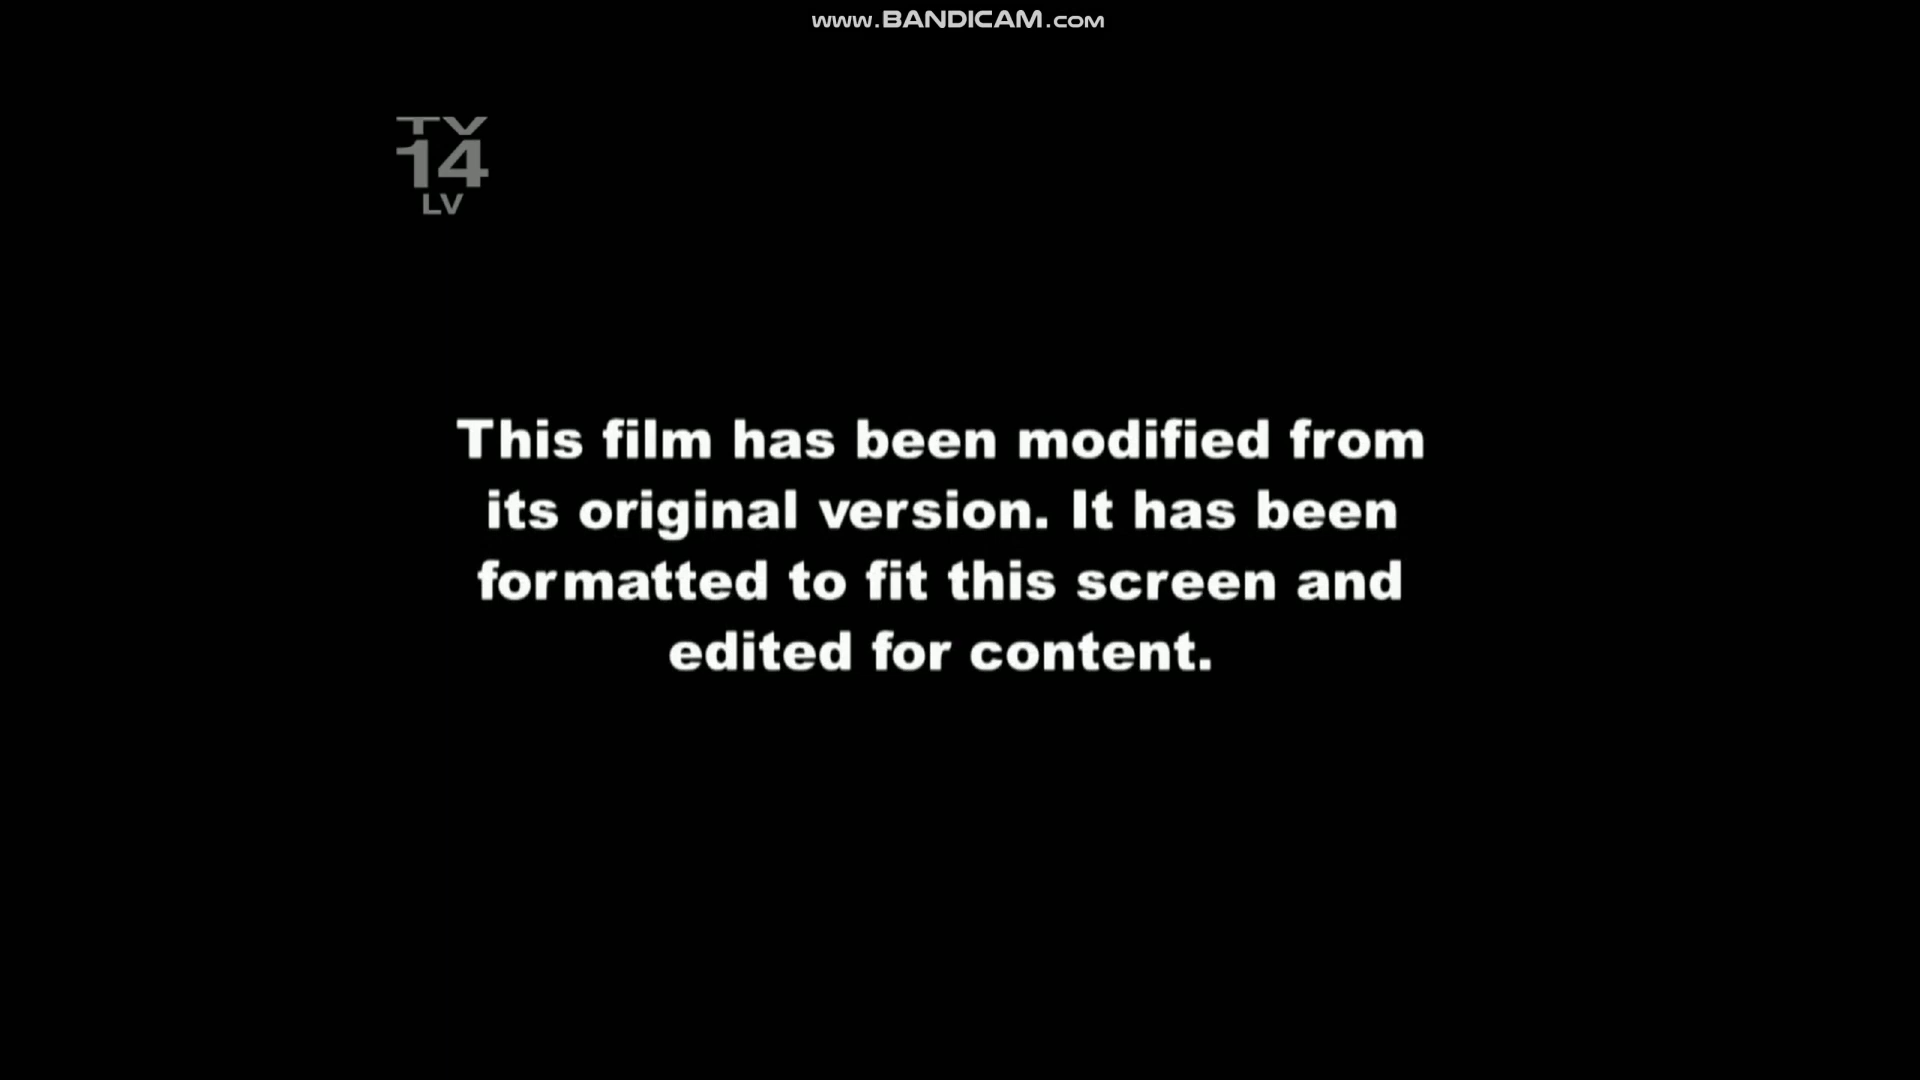 www.BANDICAM.com
TV
14
LV
This film has been modified from
its original version. It has been
formatted to fit this screen and
edited for content.